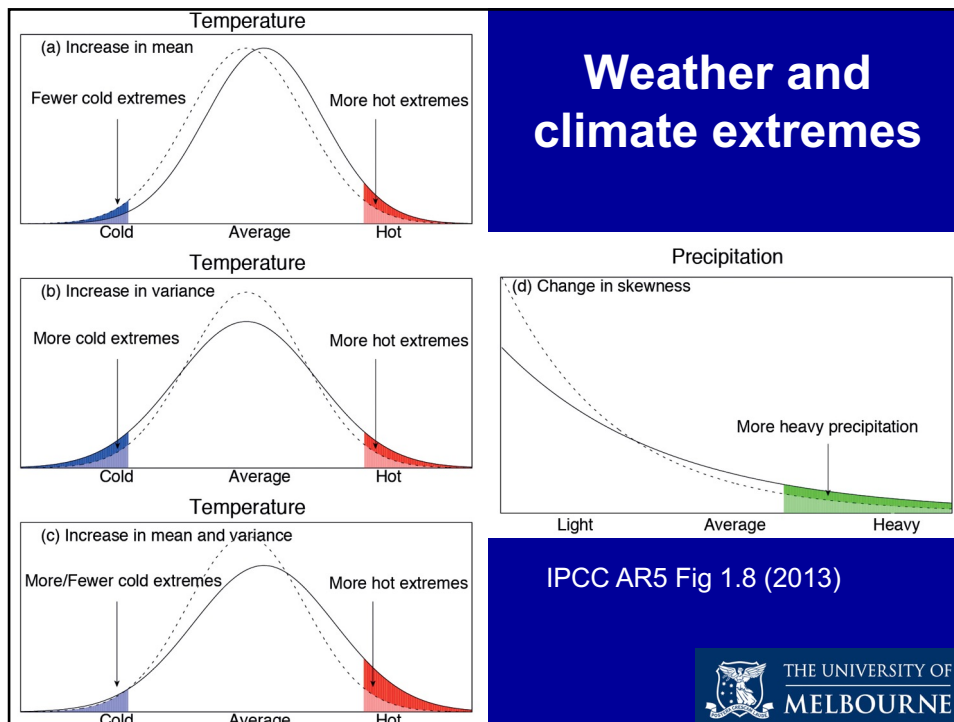 Temperature
(a) Increase in mean
Fewer cold extremes
More hot extremes
Cold
Average
Hot
Temperature
(b) Increase in variance
More cold extremes
More hot extremes
Cold
Average
Hot
Temperature
(c) Increase in mean and variance
More/Fewer cold extremes
More hot extremes
Cold
Average
Hot
Weather and
climate extremes
Precipitation
(d) Change in skewness
More heavy precipitation
Light
Average
Heavy
IPCC AR5 Fig 1.8 (2013)
THE UNIVERSITY OF
MELBOURNE